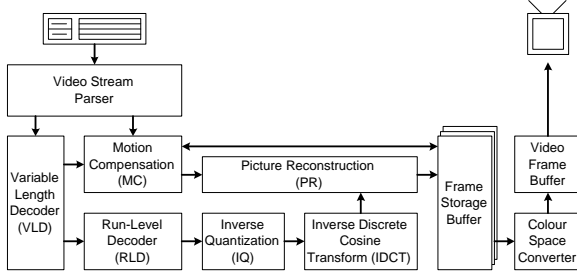 Video Stream
Parser
Variable
Length
Decoder
(VLD)
Motion
Compensation
(MC)
Picture Reconstruction
(PR)
Run-Level
Decoder
(RLD)
Inverse
Quantization
(IQ)
Inverse Discrete
Cosine
Transform (IDCT)
Frame
Storage
Buffer
Video
Frame
Buffer
Colour
Space
Converter